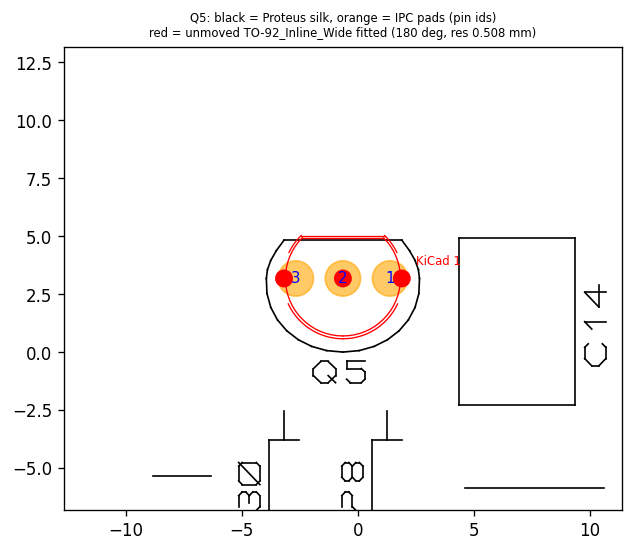 Q5: black = Proteus silk, orange = IPC pads (pin ids)
red = unmoved TO-92_Inline_Wide fitted (180 deg, res 0.508 mm)
12.5
10.0
7.5
5.0
2.5
0.0
−2.5
−5.0
KiCad 1
3 2 1
C14
Q5
−10 −5 0 5 10